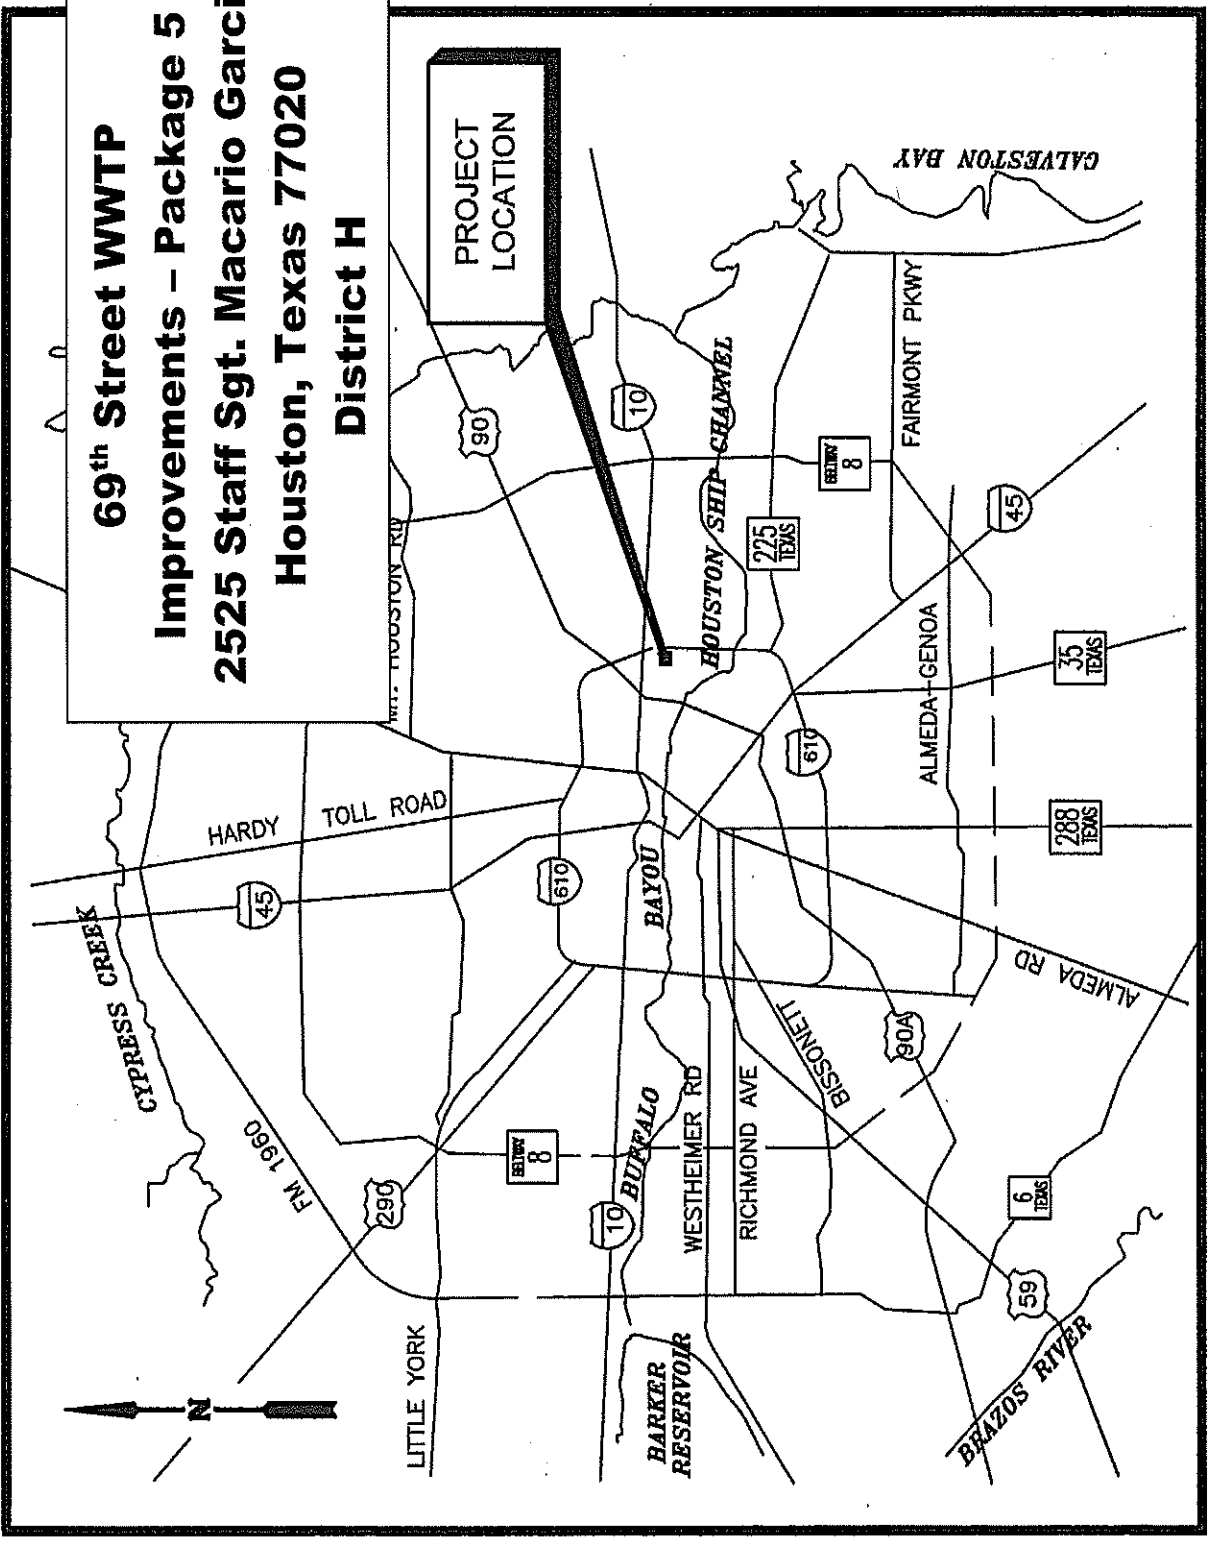 69th Street WWTP
Improvements – Package 5
2525 Staff Sgt. Macario Garci
Houston, Texas 77020
District H
PROJECT
LOCATION
N
CYPRESS CREEK
HARDY TOLL ROAD
45
FM 1960
290
LITTLE YORK
HOUSTON RD
90
BELTWAY
8
610
10
10
BUFFALO
BAYOU
HOUSTON SHIP CHANNEL
BARKER
RESERVOIR
WESTHEIMER RD
RICHMOND AVE
BISSONETT
610
225
TEXAS
BELTWAY
8
FAIRMONT PKWY
GALVESTON BAY
90A
ALMEDA-GENOA
45
ALMEDA RD
288
TEXAS
35
TEXAS
6
TEXAS
59
BRAZOS RIVER